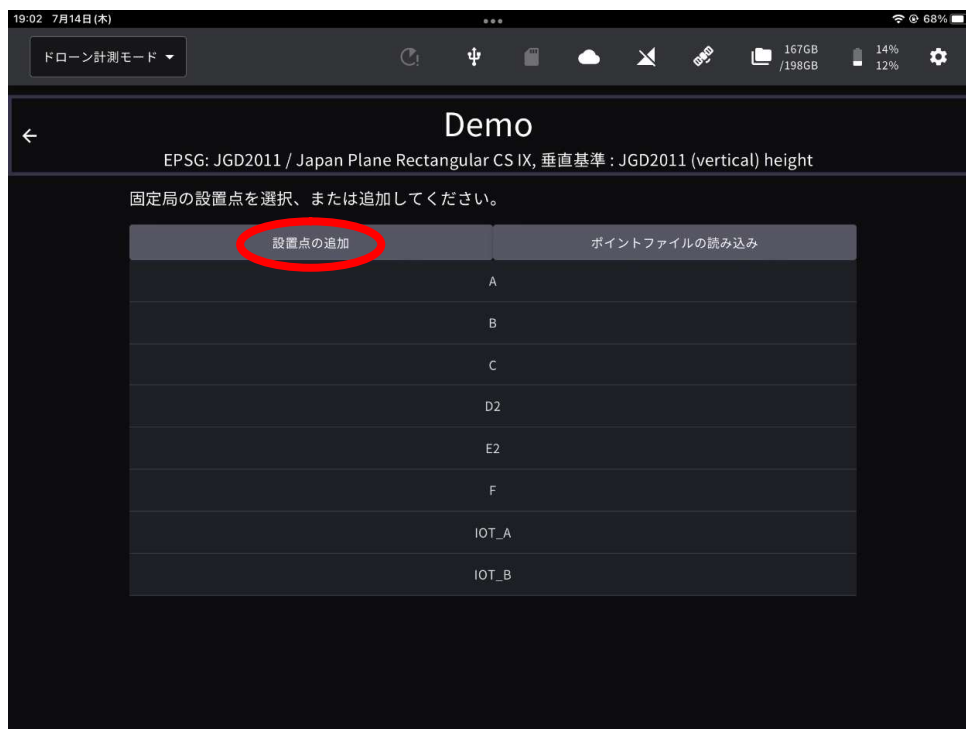 19:02 7月14日(木)
68%
ドローン計測モード
167GB
/198GB
14%
12%
Demo
EPSG: JGD2011 / Japan Plane Rectangular CS IX, 垂直基準 : JGD2011 (vertical) height
固定局の設置点を選択、または追加してください。
設置点の追加
ポイントファイルの読み込み
A
B
C
D2
E2
F
IOT_A
IOT_B